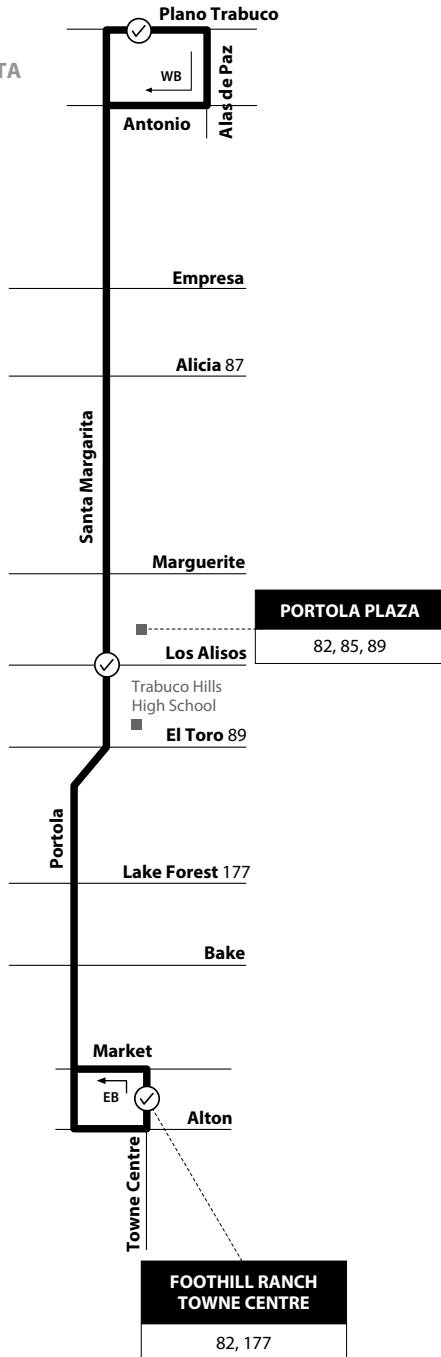 Plano Trabuco
TA
WB
Alas de Paz
Antonio
Empresa
Alicia 87
Santa Margarita
Marguerite
PORTOLA PLAZA
82, 85, 89
Los Alisos
Trabuco Hills
High School
El Toro 89
Portola
Lake Forest 177
Bake
Market
EB
Alton
Towne Centre
FOOTHILL RANCH
TOWNE CENTRE
82, 177